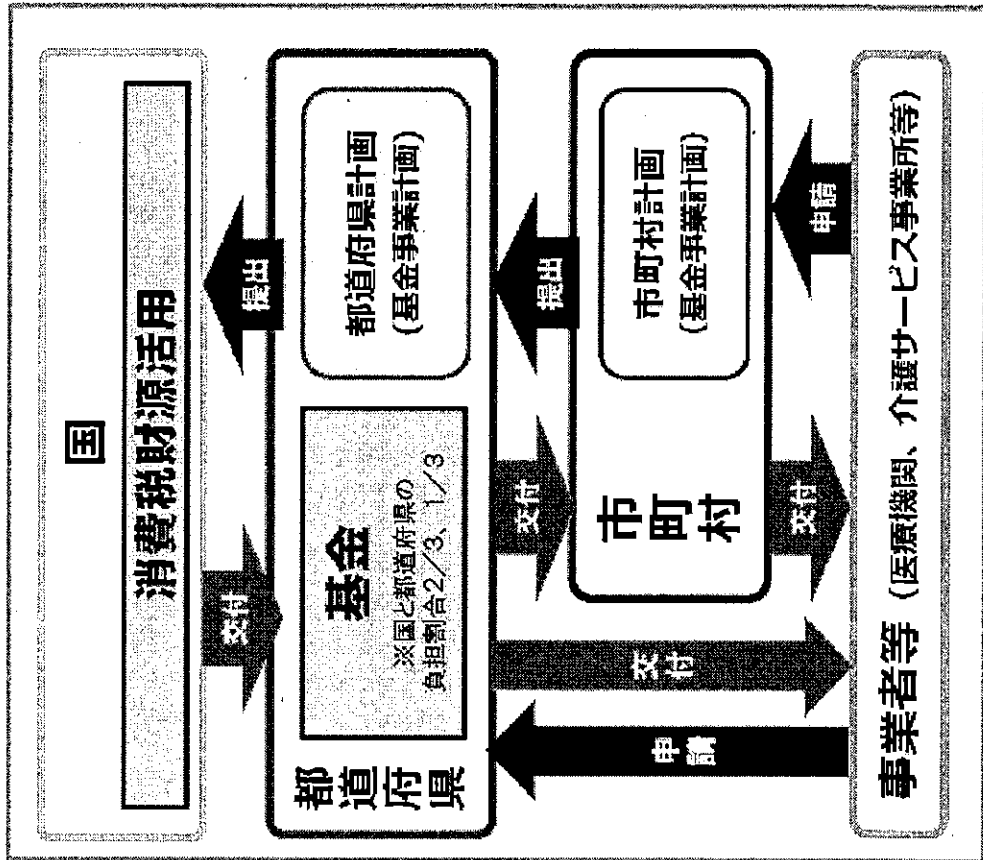 国
消費税財源活用
交付
提出
都道府県
基金
※国と都道府県の
負担割合2/3、1/3
都道府県計画
(基金事業計画)
申請
交付
交付
提出
市町村
市町村計画
(基金事業計画)
交付
申請
事業者等(医療機関、介護サービス事業所等)